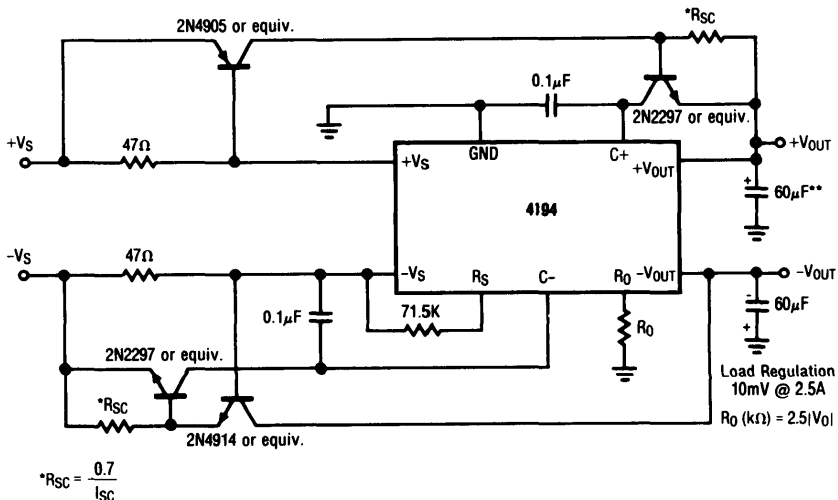 2N4905 or equiv.
*RSC
0.1μF
2N2297 or equiv.
+VS
47Ω
+VS
GND
C+
+VOUT
+VOUT
+
60μF**
4194
-VS
47Ω
-VS
RS
C-
RO
-VOUT
-VOUT
0.1μF
71.5K
RO
-
60μF
+
2N2297 or equiv.
*RSC
2N4914 or equiv.
Load Regulation
10mV @ 2.5A
RO (kΩ) = 2.5|VO|
*RSC = 0.7
ISC